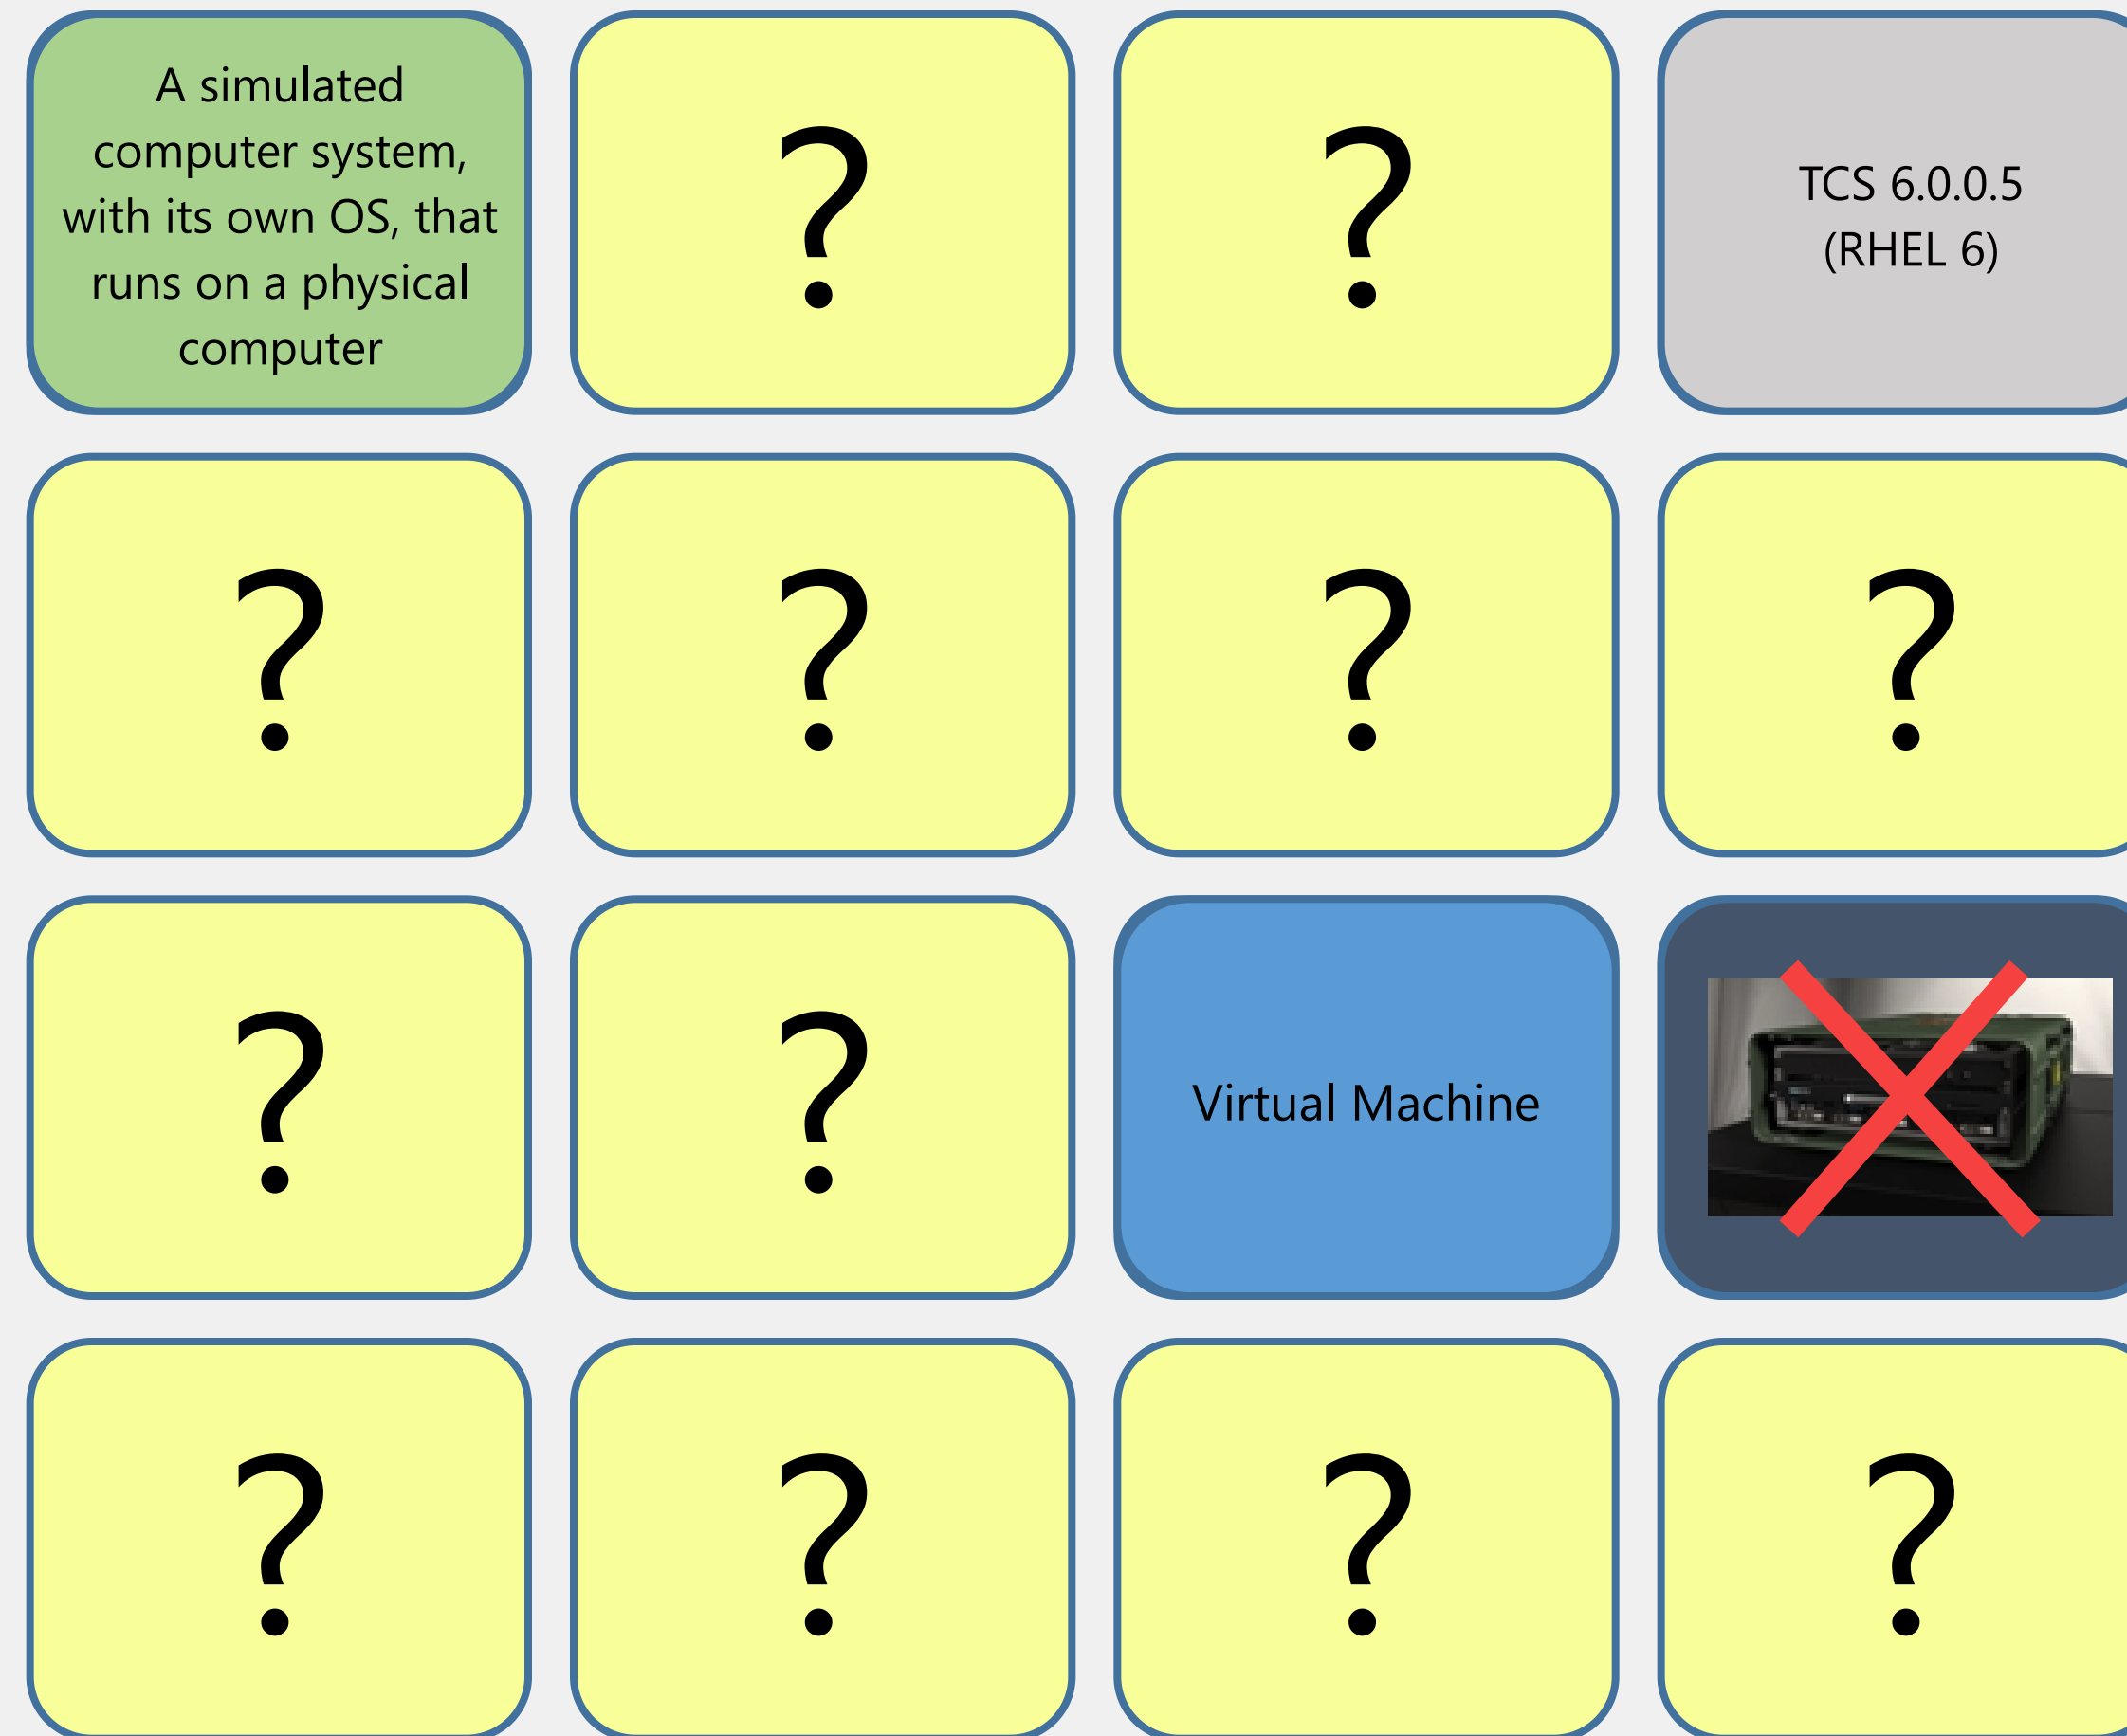 A simulated
computer system,
with its own OS, that
runs on a physical
computer
?
?
TCS 6.0.0.5
(RHEL 6)
?
?
?
?
?
?
Virtual Machine
?
?
?
?